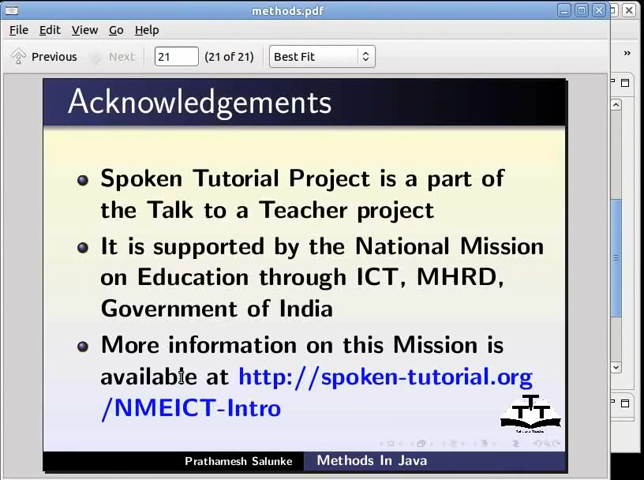 methods.pdf
File Edit View Go Help
Previous Next 21 (21 of 21) Best Fit
»
Acknowledgements
Spoken Tutorial Project is a part of
the Talk to a Teacher project
It is supported by the National Mission
on Education through ICT, MHRD,
Government of India
More information on this Mission is
available at http://spoken-tutorial.org
/NMEICT-Intro
Prathamesh Salunke Methods In Java